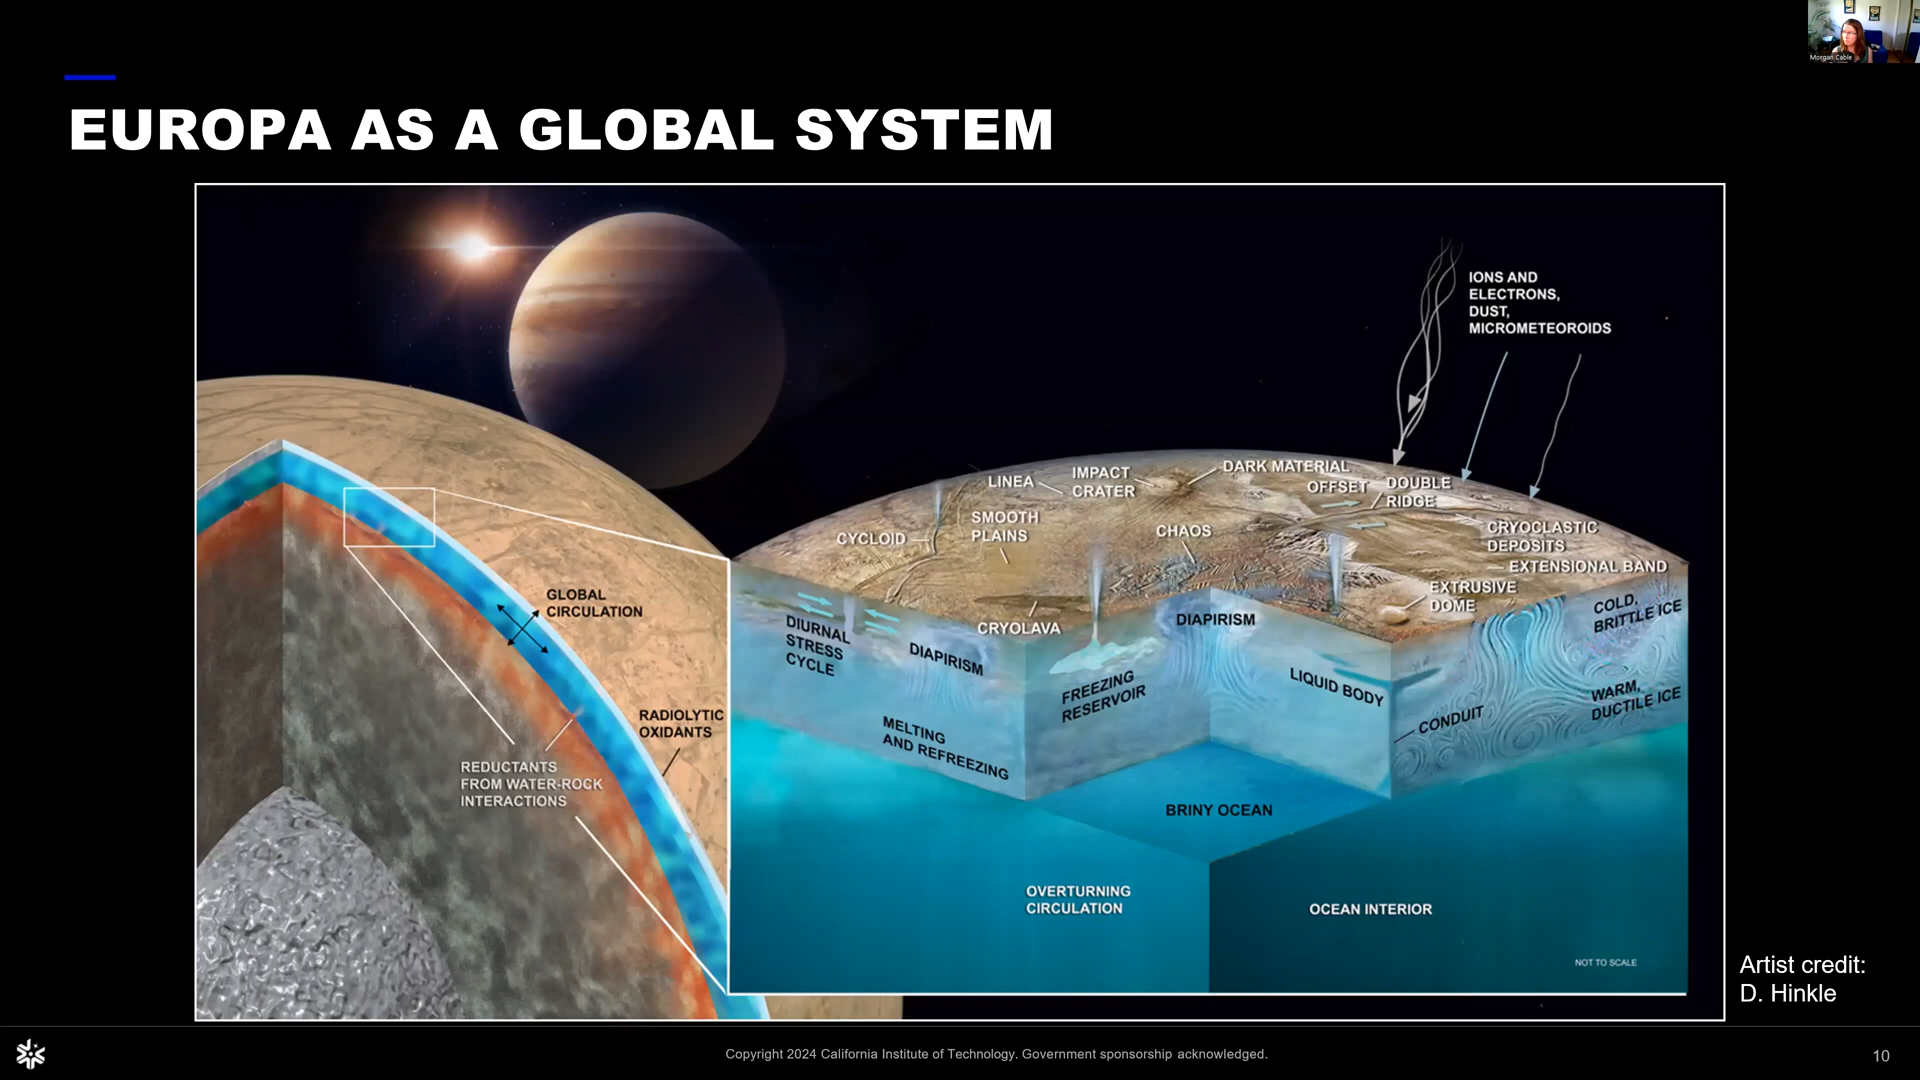 Morgan Cable
EUROPA AS A GLOBAL SYSTEM
IONS AND
ELECTRONS,
DUST,
MICROMETEOROIDS
LINEA
IMPACT
CRATER
DARK MATERIAL
OFFSET
DOUBLE
RIDGE
CYCLOID
SMOOTH
PLAINS
CHAOS
CRYOCLASTIC
DEPOSITS
EXTENSIONAL BAND
EXTRUSIVE
DOME
COLD,
BRITTLE ICE
GLOBAL
CIRCULATION
DIURNAL
STRESS
CYCLE
CRYOLAVA
DIAPIRISM
DIAPIRISM
FREEZING
RESERVOIR
LIQUID BODY
WARM,
DUCTILE ICE
CONDUIT
RADIOLYTIC
OXIDANTS
MELTING
AND REFREEZING
REDUCTANTS
FROM WATER-ROCK
INTERACTIONS
BRINY OCEAN
OVERTURNING
CIRCULATION
OCEAN INTERIOR
NOT TO SCALE
Artist credit:
D. Hinkle
Copyright 2024 California Institute of Technology. Government sponsorship acknowledged.
10